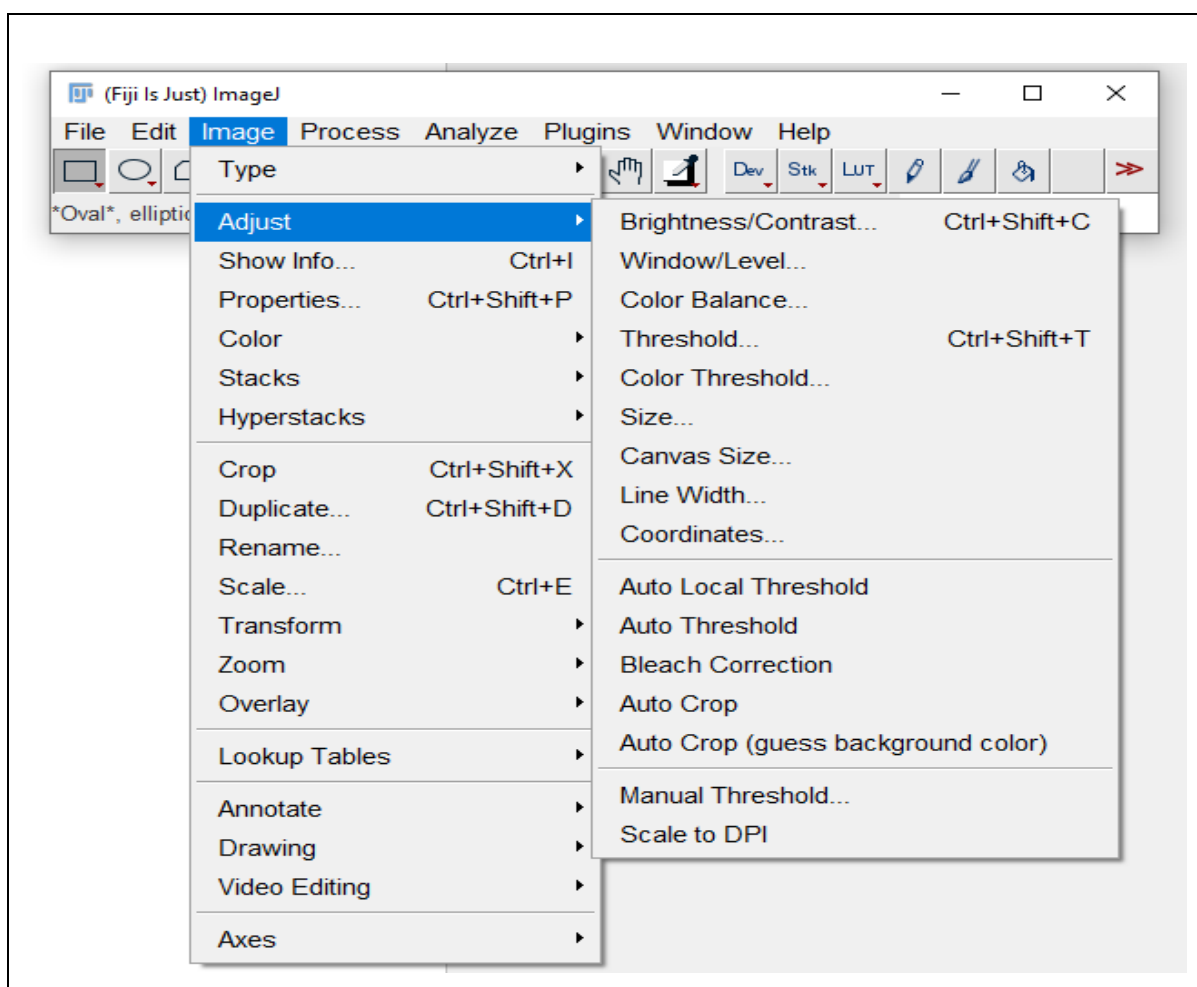 (Fiji Is Just) ImageJ
File Edit Image Process Analyze Plugins Window Help
Dev Stk LUT
*Oval*, elliptic
Type
Adjust
Show Info... Ctrl+I
Properties... Ctrl+Shift+P
Color
Stacks
Hyperstacks
Crop Ctrl+Shift+X
Duplicate... Ctrl+Shift+D
Rename...
Scale... Ctrl+E
Transform
Zoom
Overlay
Lookup Tables
Annotate
Drawing
Video Editing
Axes
Brightness/Contrast... Ctrl+Shift+C
Window/Level...
Color Balance...
Threshold... Ctrl+Shift+T
Color Threshold...
Size...
Canvas Size...
Line Width...
Coordinates...
Auto Local Threshold
Auto Threshold
Bleach Correction
Auto Crop
Auto Crop (guess background color)
Manual Threshold...
Scale to DPI